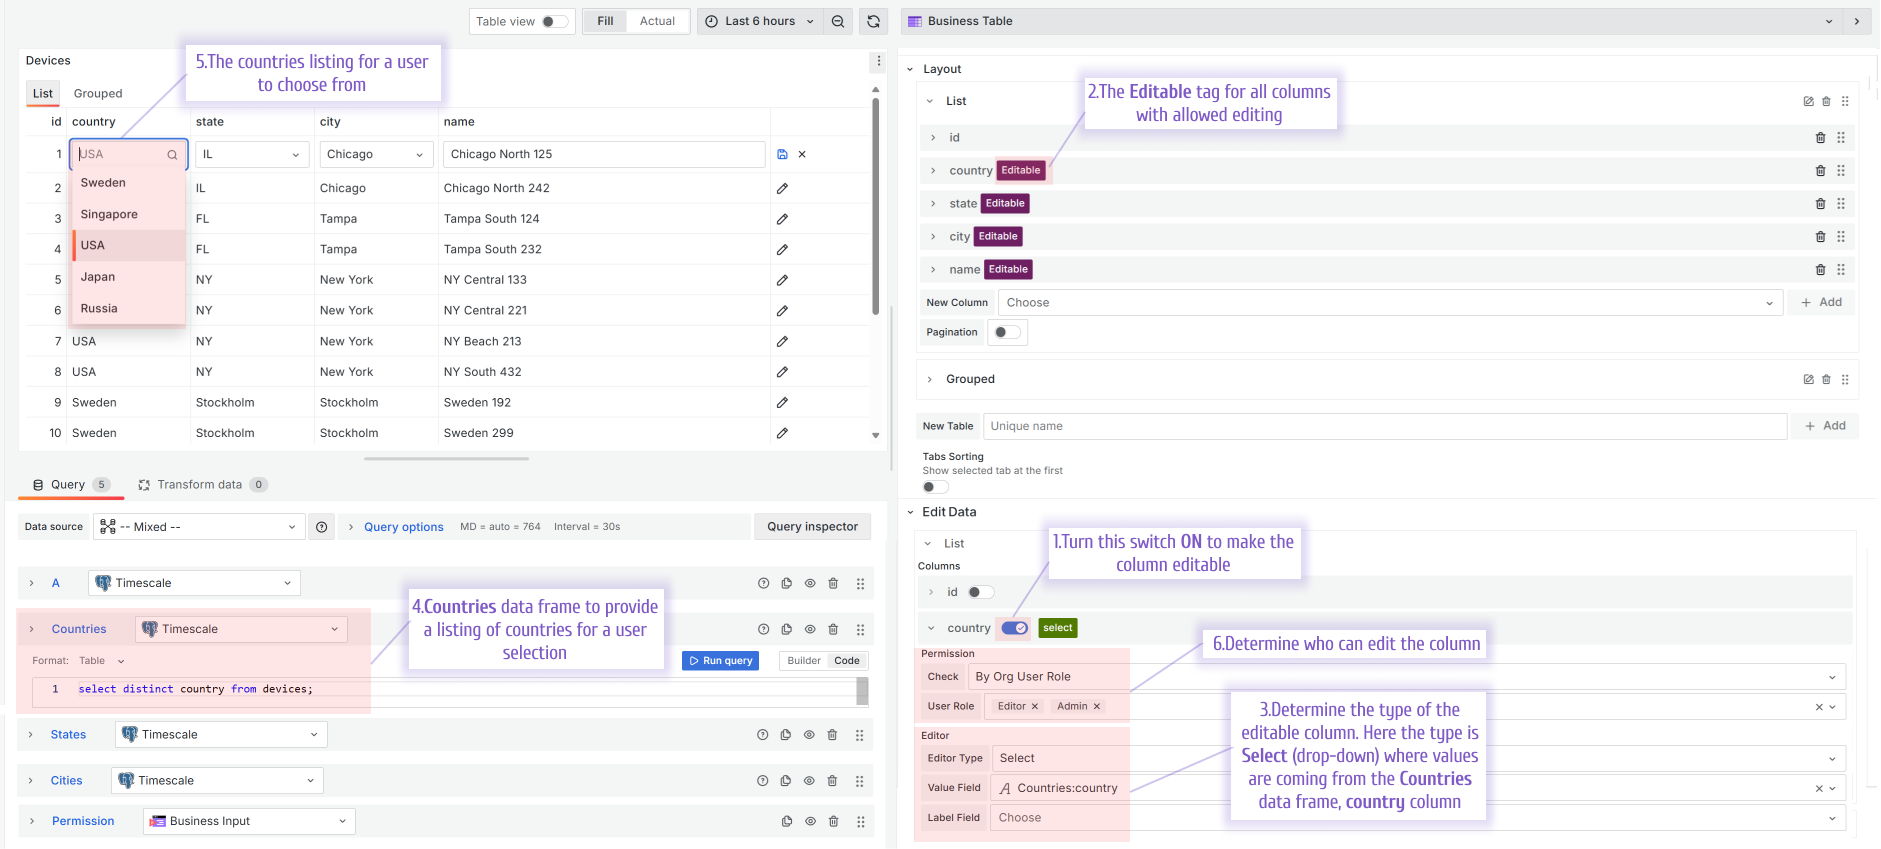 Table view
Fill
Actual
Last 6 hours
Business Table
Devices
List
Grouped
5.The countries listing for a user
to choose from
id country state city name
1 USA IL Chicago Chicago North 125
Sweden
Singapore
USA
Japan
Russia
2 IL Chicago Chicago North 242
3 FL Tampa Tampa South 124
4 FL Tampa Tampa South 232
5 NY New York NY Central 133
6 NY New York NY Central 221
7 USA NY New York NY Beach 213
8 USA NY New York NY South 432
9 Sweden Stockholm Stockholm Sweden 192
10 Sweden Stockholm Stockholm Sweden 299
Query 5
Transform data 0
Data source
-- Mixed --
Query options
MD = auto = 764
Interval = 30s
Query inspector
A
Timescale
Countries
Timescale
4.Countries data frame to provide
a listing of countries for a user
selection
Format: Table
Run query
Builder
Code
1 select distinct country from devices;
States
Timescale
Cities
Timescale
Permission
Business Input
Layout
List
2.The Editable tag for all columns
with allowed editing
id
country Editable
state Editable
city Editable
name Editable
New Column
Choose
Add
Pagination
Grouped
New Table
Unique name
Add
Tabs Sorting
Show selected tab at the first
Edit Data
List
1.Turn this switch ON to make the
column editable
Columns
id
country
select
6.Determine who can edit the column
Permission
Check
By Org User Role
User Role
Editor
Admin
3.Determine the type of the
editable column. Here the type is
Select (drop-down) where values
are coming from the Countries
data frame, country column
Editor
Editor Type
Select
Value Field
Countries:country
Label Field
Choose